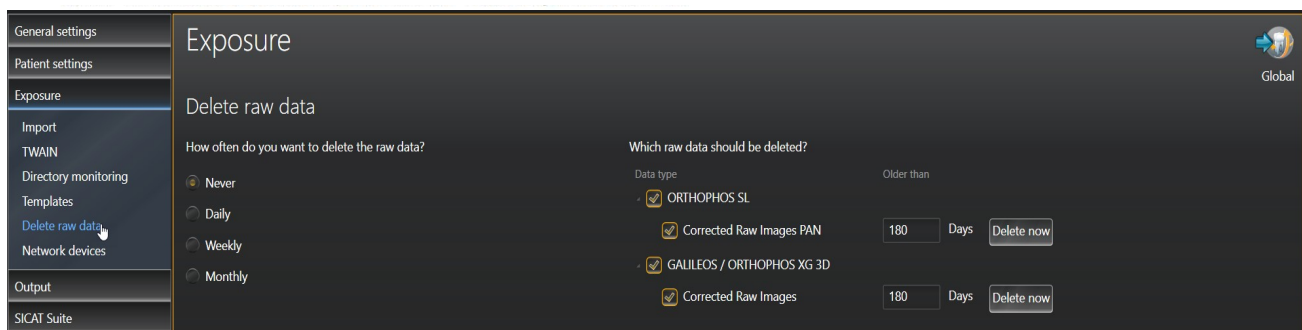 General settings
Patient settings
Exposure
Import
TWAIN
Directory monitoring
Templates
Delete raw data
Network devices
Output
SICAT Suite
Exposure
Global
Delete raw data
How often do you want to delete the raw data?
Never
Daily
Weekly
Monthly
Which raw data should be deleted?
Data type Older than
ORTHOPHOS SL
Corrected Raw Images PAN 180 Days Delete now
GALILEOS / ORTHOPHOS XG 3D
Corrected Raw Images 180 Days Delete now